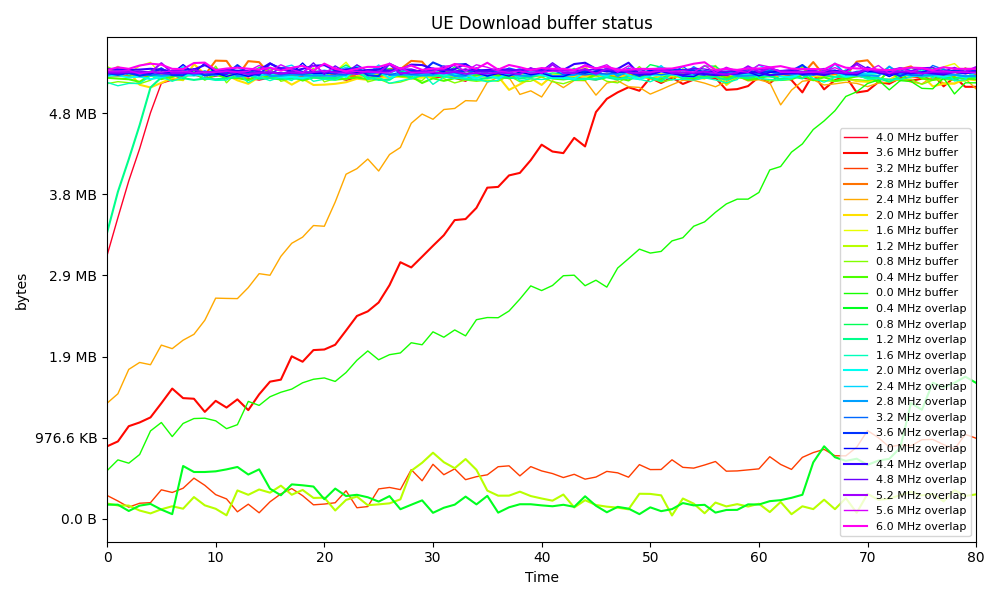 UE Download buffer status
bytes
4.8 MB
3.8 MB
2.9 MB
1.9 MB
976.6 KB
0.0 B
0 10 20 30 40 50 60 70 80
Time
4.0 MHz buffer
3.6 MHz buffer
3.2 MHz buffer
2.8 MHz buffer
2.4 MHz buffer
2.0 MHz buffer
1.6 MHz buffer
1.2 MHz buffer
0.8 MHz buffer
0.4 MHz buffer
0.0 MHz buffer
0.4 MHz overlap
0.8 MHz overlap
1.2 MHz overlap
1.6 MHz overlap
2.0 MHz overlap
2.4 MHz overlap
2.8 MHz overlap
3.2 MHz overlap
3.6 MHz overlap
4.0 MHz overlap
4.4 MHz overlap
4.8 MHz overlap
5.2 MHz overlap
5.6 MHz overlap
6.0 MHz overlap